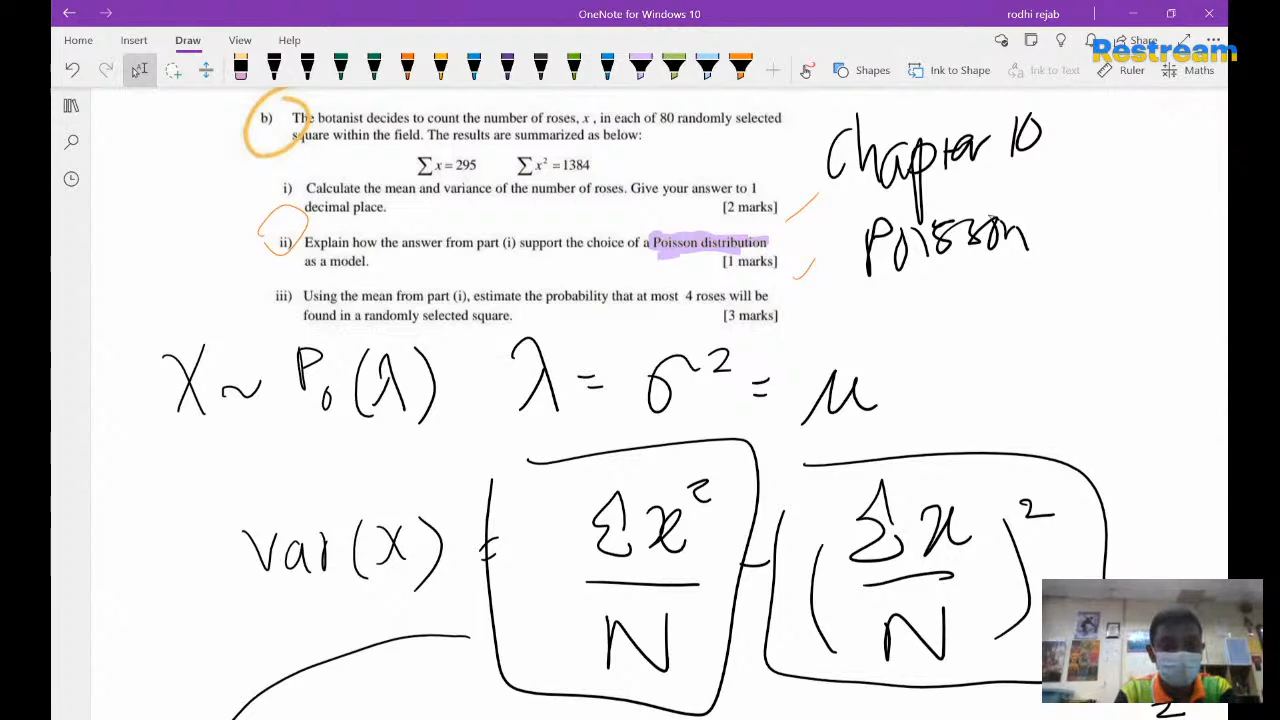 OneNote for Windows 10
rodhi rejab
Home Insert Draw View Help
Share
Restream
Shapes Ink to Shape Ink to Text Ruler Maths
b) The botanist decides to count the number of roses, x , in each of 80 randomly selected
square within the field. The results are summarized as below:
∑x = 295 ∑x² = 1384
i) Calculate the mean and variance of the number of roses. Give your answer to 1
decimal place. [2 marks]
ii) Explain how the answer from part (i) support the choice of a Poisson distribution
as a model. [1 marks]
iii) Using the mean from part (i), estimate the probability that at most 4 roses will be
found in a randomly selected square. [3 marks]
Chapter 10
Poisson
X ~ Po(λ) λ = σ² = μ
var(X) = ∑x²/N - (∑x/N)²
2